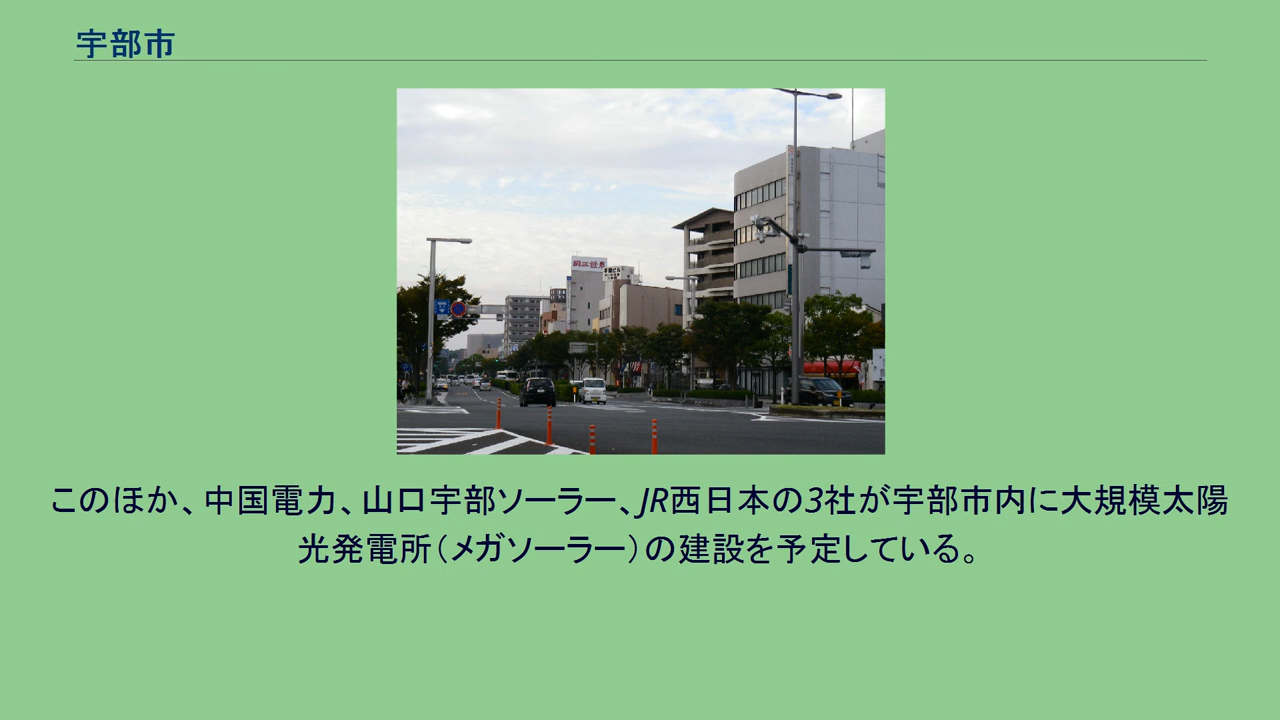 宇部市
このほか、中国電力、山口宇部ソーラー、JR西日本の3社が宇部市内に大規模太陽
光発電所（メガソーラー）の建設を予定している。